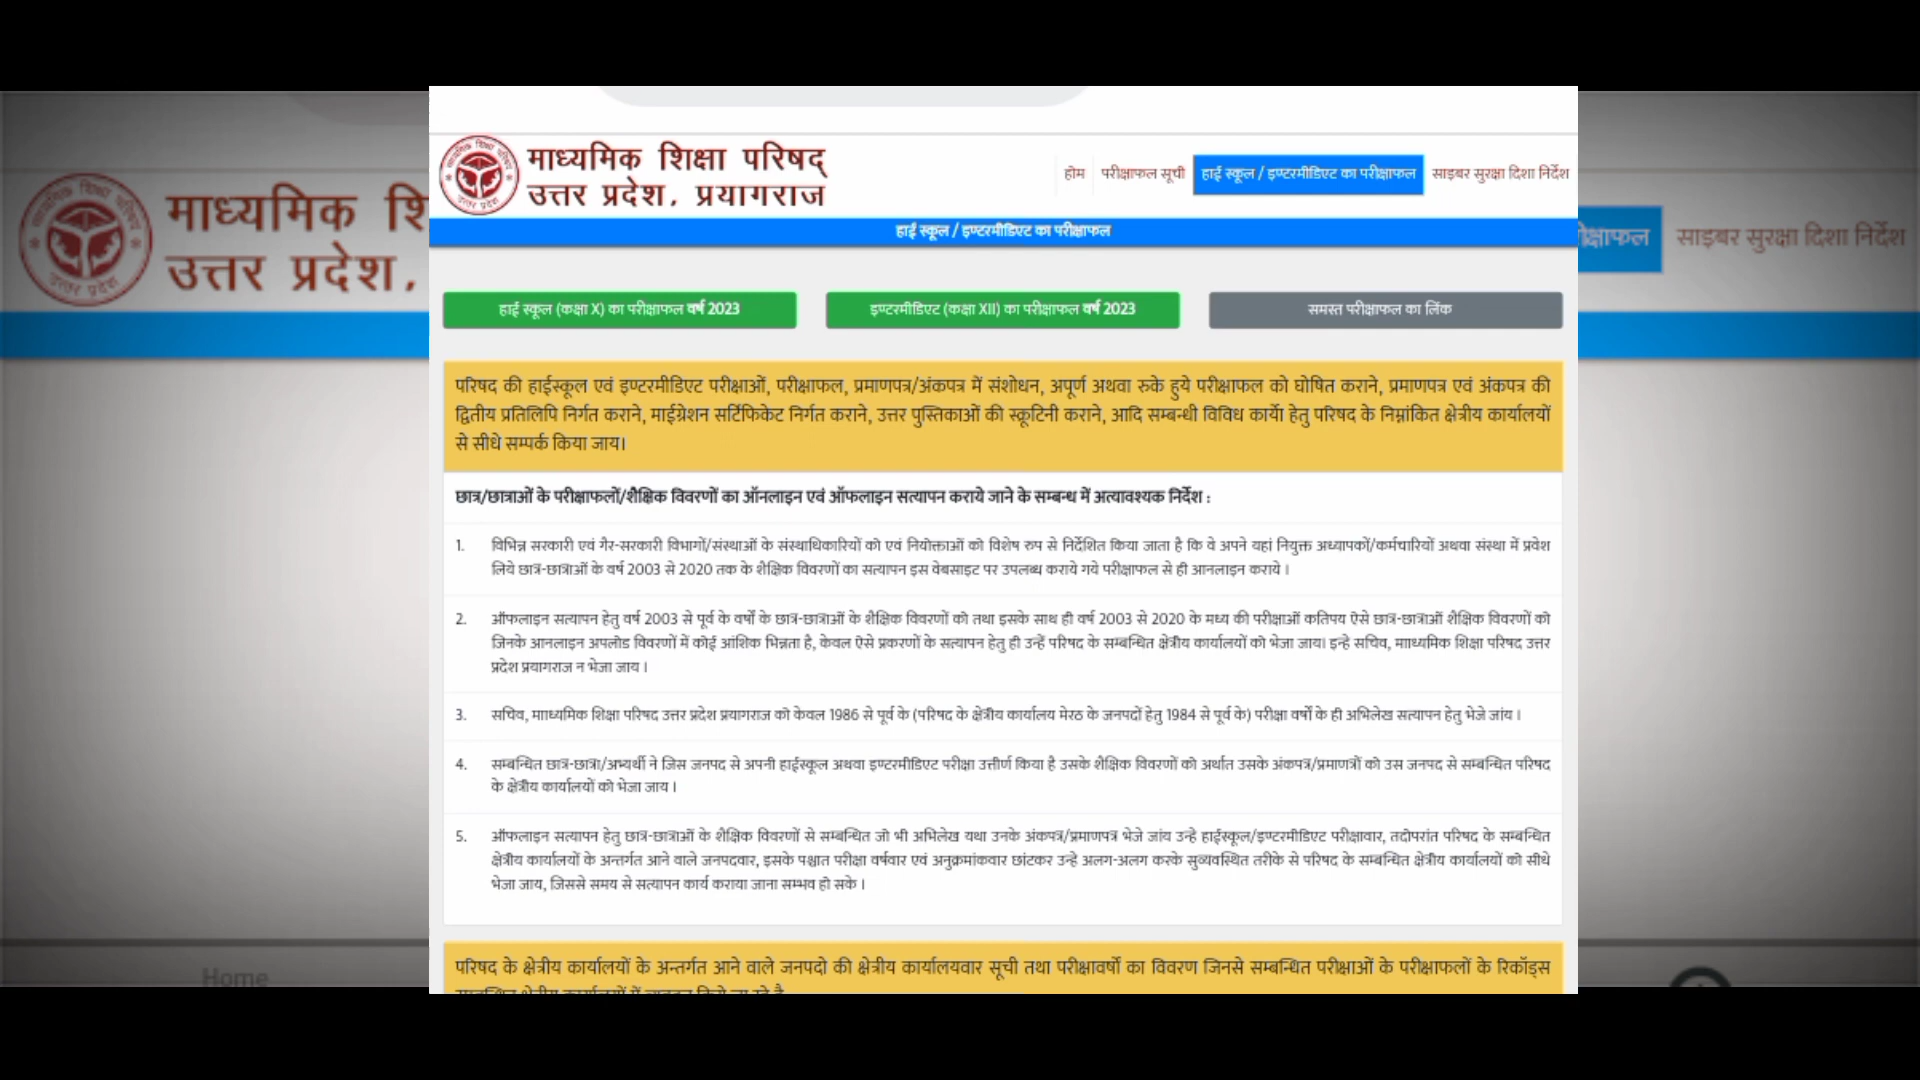 माध्यमिक शिक्षा परिषद्
उत्तर प्रदेश, प्रयागराज
होम परीक्षाफल सूची हाई स्कूल / इण्टरमीडिएट का परीक्षाफल साइबर सुरक्षा दिशा निर्देश
हाई स्कूल / इण्टरमीडिएट का परीक्षाफल
हाई स्कूल (कक्षा X) का परीक्षाफल वर्ष 2023
इण्टरमीडिएट (कक्षा XII) का परीक्षाफल वर्ष 2023
समस्त परीक्षाफल का लिंक
परिषद की हाईस्कूल एवं इण्टरमीडिएट परीक्षाओं, परीक्षाफल, प्रमाणपत्र/अंकपत्र में संशोधन, अपूर्ण अथवा रुके हुये परीक्षाफल को घोषित कराने, प्रमाणपत्र एवं अंकपत्र की
द्वितीय प्रतिलिपि निर्गत कराने, माईग्रेशन सर्टिफिकेट निर्गत कराने, उत्तर पुस्तिकाओं की स्क्रूटिनी कराने, आदि सम्बन्धी विविध कार्यो हेतु परिषद के निम्नांकित क्षेत्रीय कार्यालयों
से सीधे सम्पर्क किया जाय।
छात्र/छात्राओं के परीक्षाफलों/शैक्षिक विवरणों का ऑनलाइन एवं ऑफलाइन सत्यापन कराये जाने के सम्बन्ध में अत्यावश्यक निर्देश :
1. विभिन्न सरकारी एवं गैर-सरकारी विभागों/संस्थाओं के संस्थाधिकारियों को एवं नियोक्ताओं को विशेष रुप से निर्देशित किया जाता है कि वे अपने यहां नियुक्त अध्यापकों/कर्मचारियों अथवा संस्था में प्रवेश
लिये छात्र-छात्राओं के वर्ष 2003 से 2020 तक के शैक्षिक विवरणों का सत्यापन इस वेबसाइट पर उपलब्ध कराये गये परीक्षाफल से ही आनलाइन कराये ।
2. ऑफलाइन सत्यापन हेतु वर्ष 2003 से पूर्व के वर्षों के छात्र-छात्राओं के शैक्षिक विवरणों को तथा इसके साथ ही वर्ष 2003 से 2020 के मध्य की परीक्षाओं कतिपय ऐसे छात्र-छात्राओं शैक्षिक विवरणों को
जिनके आनलाइन अपलोड विवरणों में कोई आंशिक भिन्नता है, केवल ऐसे प्रकरणों के सत्यापन हेतु ही उन्हें परिषद के सम्बन्धित क्षेत्रीय कार्यालयों को भेजा जाय। इन्हे सचिव, मााध्यमिक शिक्षा परिषद उत्तर
प्रदेश प्रयागराज न भेजा जाय ।
3. सचिव, मााध्यमिक शिक्षा परिषद उत्तर प्रदेश प्रयागराज को केवल 1986 से पूर्व के (परिषद के क्षेत्रीय कार्यालय मेरठ के जनपदों हेतु 1984 से पूर्व के) परीक्षा वर्षों के ही अभिलेख सत्यापन हेतु भेजे जांय ।
4. सम्बन्धित छात्र-छात्रा/अभ्यर्थी ने जिस जनपद से अपनी हाईस्कूल अथवा इण्टरमीडिएट परीक्षा उत्तीर्ण किया है उसके शैक्षिक विवरणों को अर्थात उसके अंकपत्र/प्रमाणत्रों को उस जनपद से सम्बन्धित परिषद
के क्षेत्रीय कार्यालयों को भेजा जाय ।
5. ऑफलाइन सत्यापन हेतु छात्र-छात्राओं के शैक्षिक विवरणों से सम्बन्धित जो भी अभिलेख यथा उनके अंकपत्र/प्रमाणपत्र भेजे जांय उन्हे हाईस्कूल/इण्टरमीडिएट परीक्षावार, तदोपरांत परिषद के सम्बन्धित
क्षेत्रीय कार्यालयों के अन्तर्गत आने वाले जनपदवार, इसके पश्चात परीक्षा वर्षवार एवं अनुक्रमांकवार छांटकर उन्हे अलग-अलग करके सुव्यवस्थित तरीके से परिषद के सम्बन्धित क्षेत्रीय कार्यालयों को सीधे
भेजा जाय, जिससे समय से सत्यापन कार्य कराया जाना सम्भव हो सके ।
परिषद के क्षेत्रीय कार्यालयों के अन्तर्गत आने वाले जनपदो की क्षेत्रीय कार्यालयवार सूची तथा परीक्षावर्षों का विवरण जिनसे सम्बन्धित परीक्षाओं के परीक्षाफलों के रिकॉड्स
माध्यमिक शि
उत्तर प्रदेश,
साइबर सुरक्षा दिशा निर्देश
Home